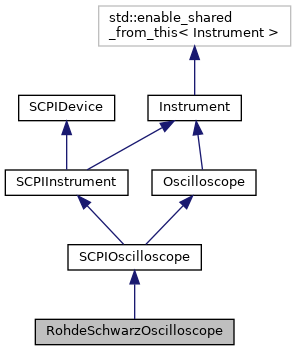 std::enable_shared
_from_this< Instrument >
SCPIDevice
Instrument
SCPIInstrument
Oscilloscope
SCPIOscilloscope
RohdeSchwarzOscilloscope